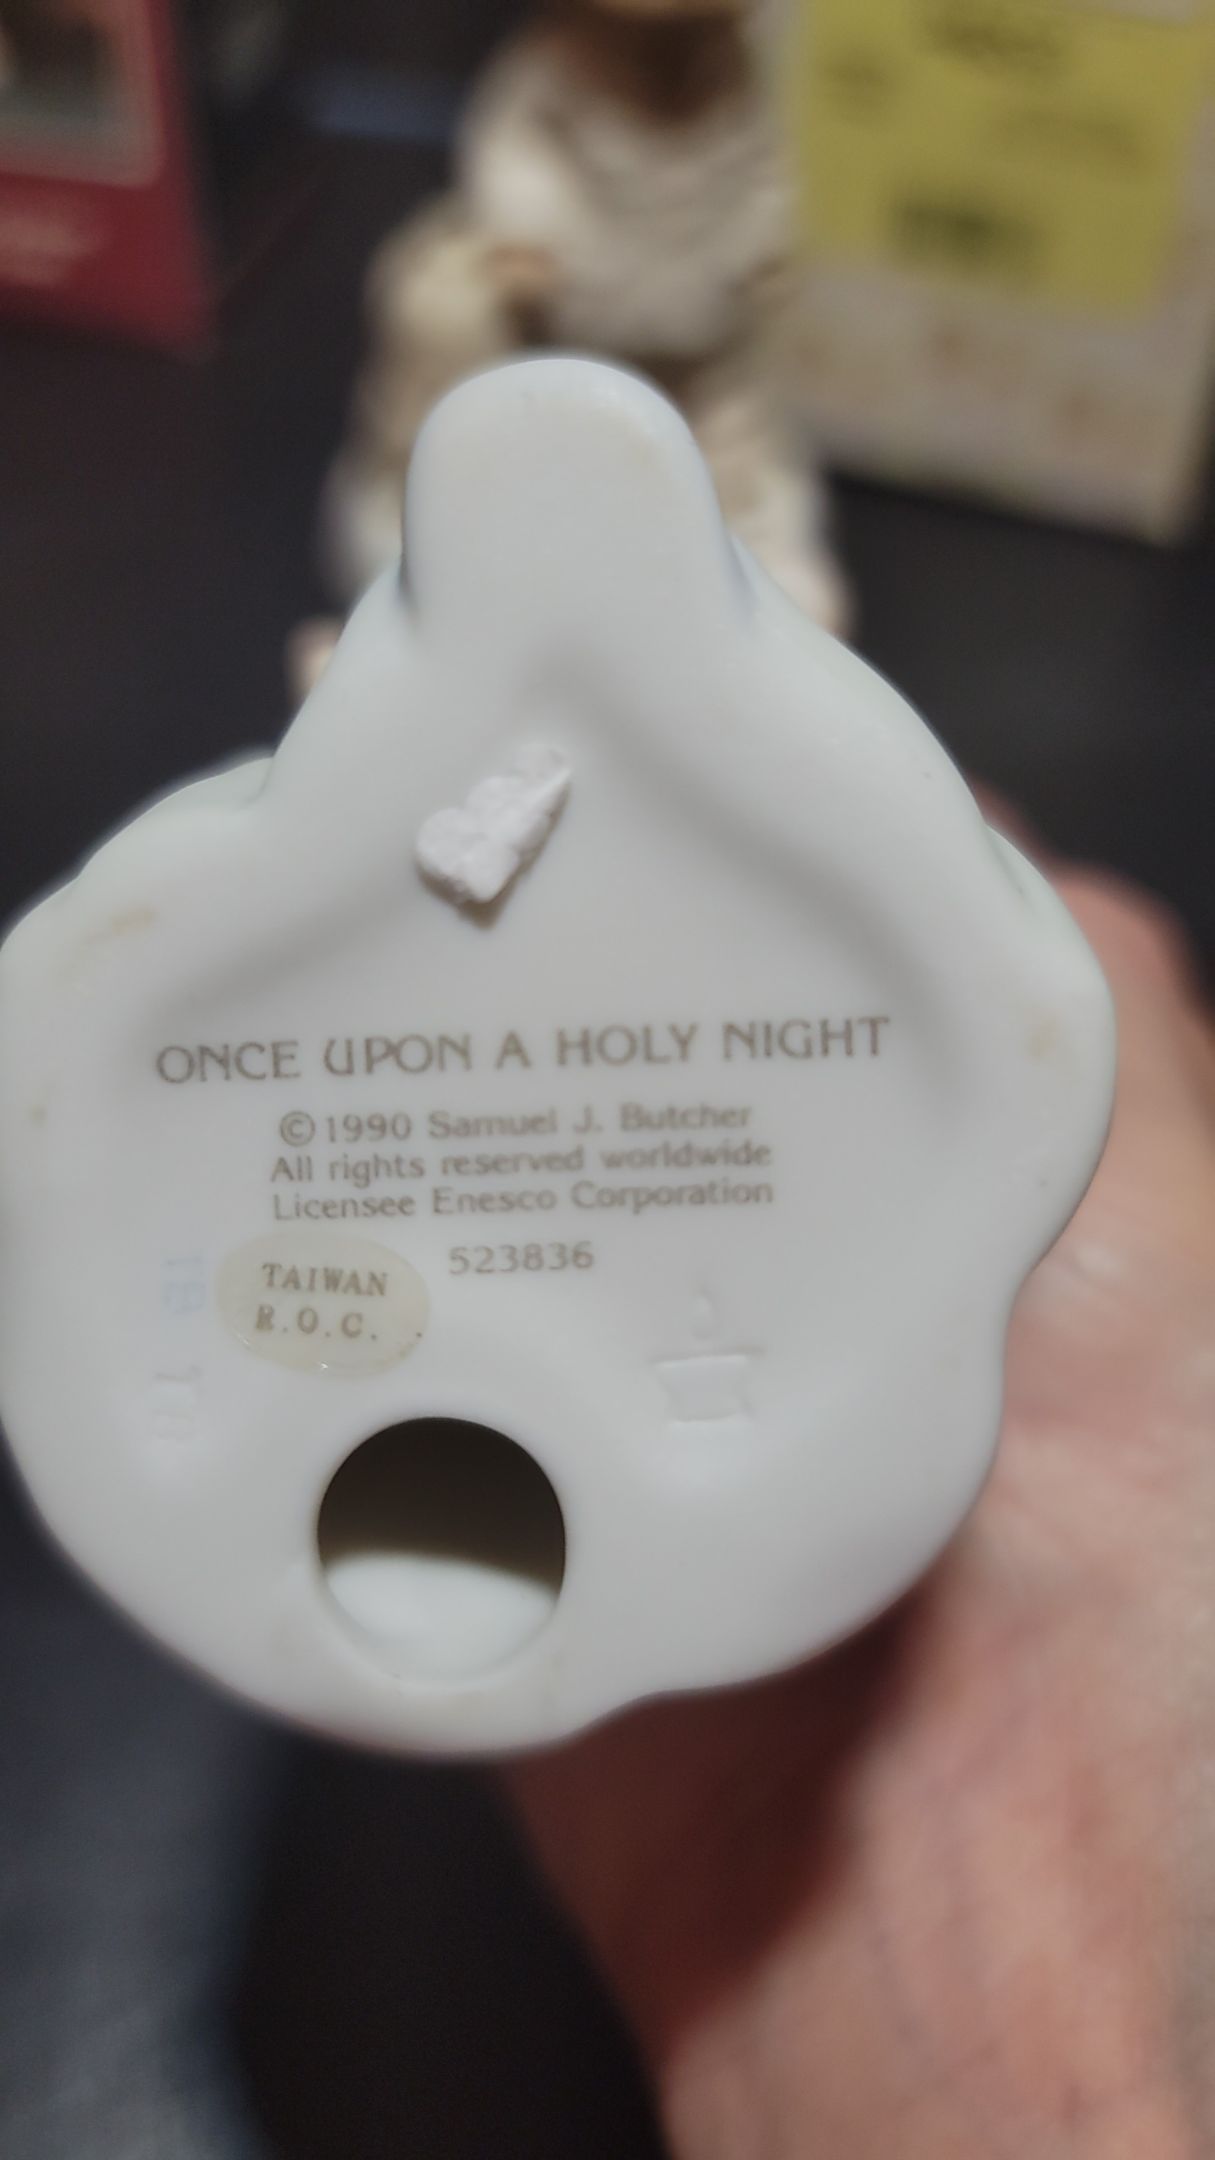 ONCE UPON A HOLY NIGHT
©1990 Samuel J. Butcher
All rights reserved worldwide
Licensee Enesco Corporation
523836
TAIWAN
R.O.C.